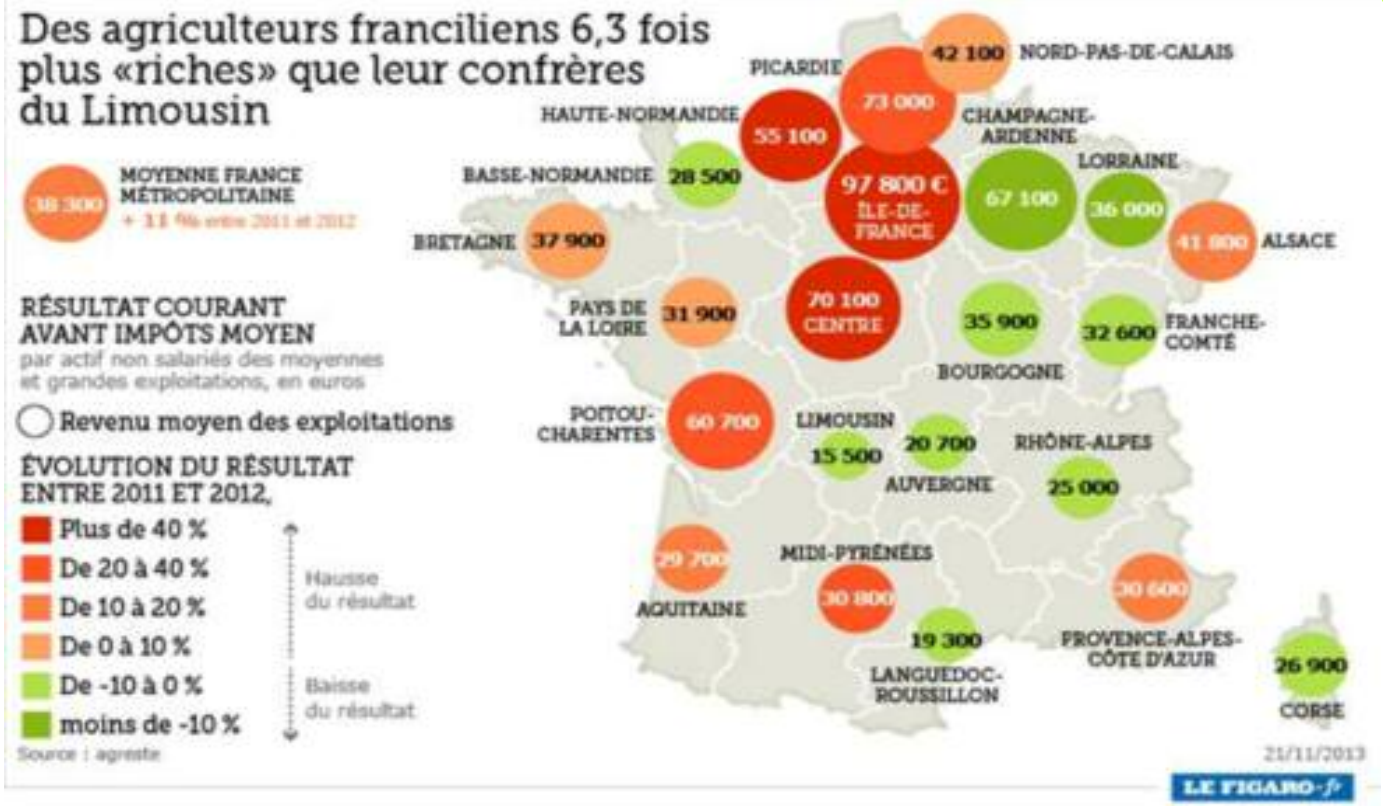 Des agriculteurs franciliens 6,3 fois
plus «riches» que leur confrères
du Limousin
38 300
MOYENNE FRANCE
MÉTROPOLITAINE
+ 11 % entre 2011 et 2012
RÉSULTAT COURANT
AVANT IMPÔTS MOYEN
par actif non salariés des moyennes
et grandes exploitations, en euros
Revenu moyen des exploitations
ÉVOLUTION DU RÉSULTAT
ENTRE 2011 ET 2012,
Plus de 40 %
De 20 à 40 %
De 10 à 20 %
De 0 à 10 %
De -10 à 0 %
moins de -10 %
Hausse
du résultat
Baisse
du résultat
Source : agreste
42 100 NORD-PAS-DE-CALAIS
PICARDIE
73 000
HAUTE-NORMANDIE
55 100
CHAMPAGNE-
ARDENNE
67 100
LORRAINE
36 000
BASSE-NORMANDIE 28 500
97 800 €
ÎLE-DE-
FRANCE
BRETAGNE 37 900
41 800 ALSACE
PAYS DE
LA LOIRE
31 900
70 100
CENTRE
35 900
BOURGOGNE
32 600
FRANCHE-
COMTÉ
POITOU-
CHARENTES
60 700
LIMOUSIN
15 500
20 700
AUVERGNE
RHÔNE-ALPES
25 000
29 700
AQUITAINE
MIDI-PYRÉNÉES
30 800
19 300
LANGUEDOC-
ROUSSILLON
30 600
PROVENCE-ALPES-
CÔTE D'AZUR
26 900
CORSE
21/11/2013
LE FIGARO·fr